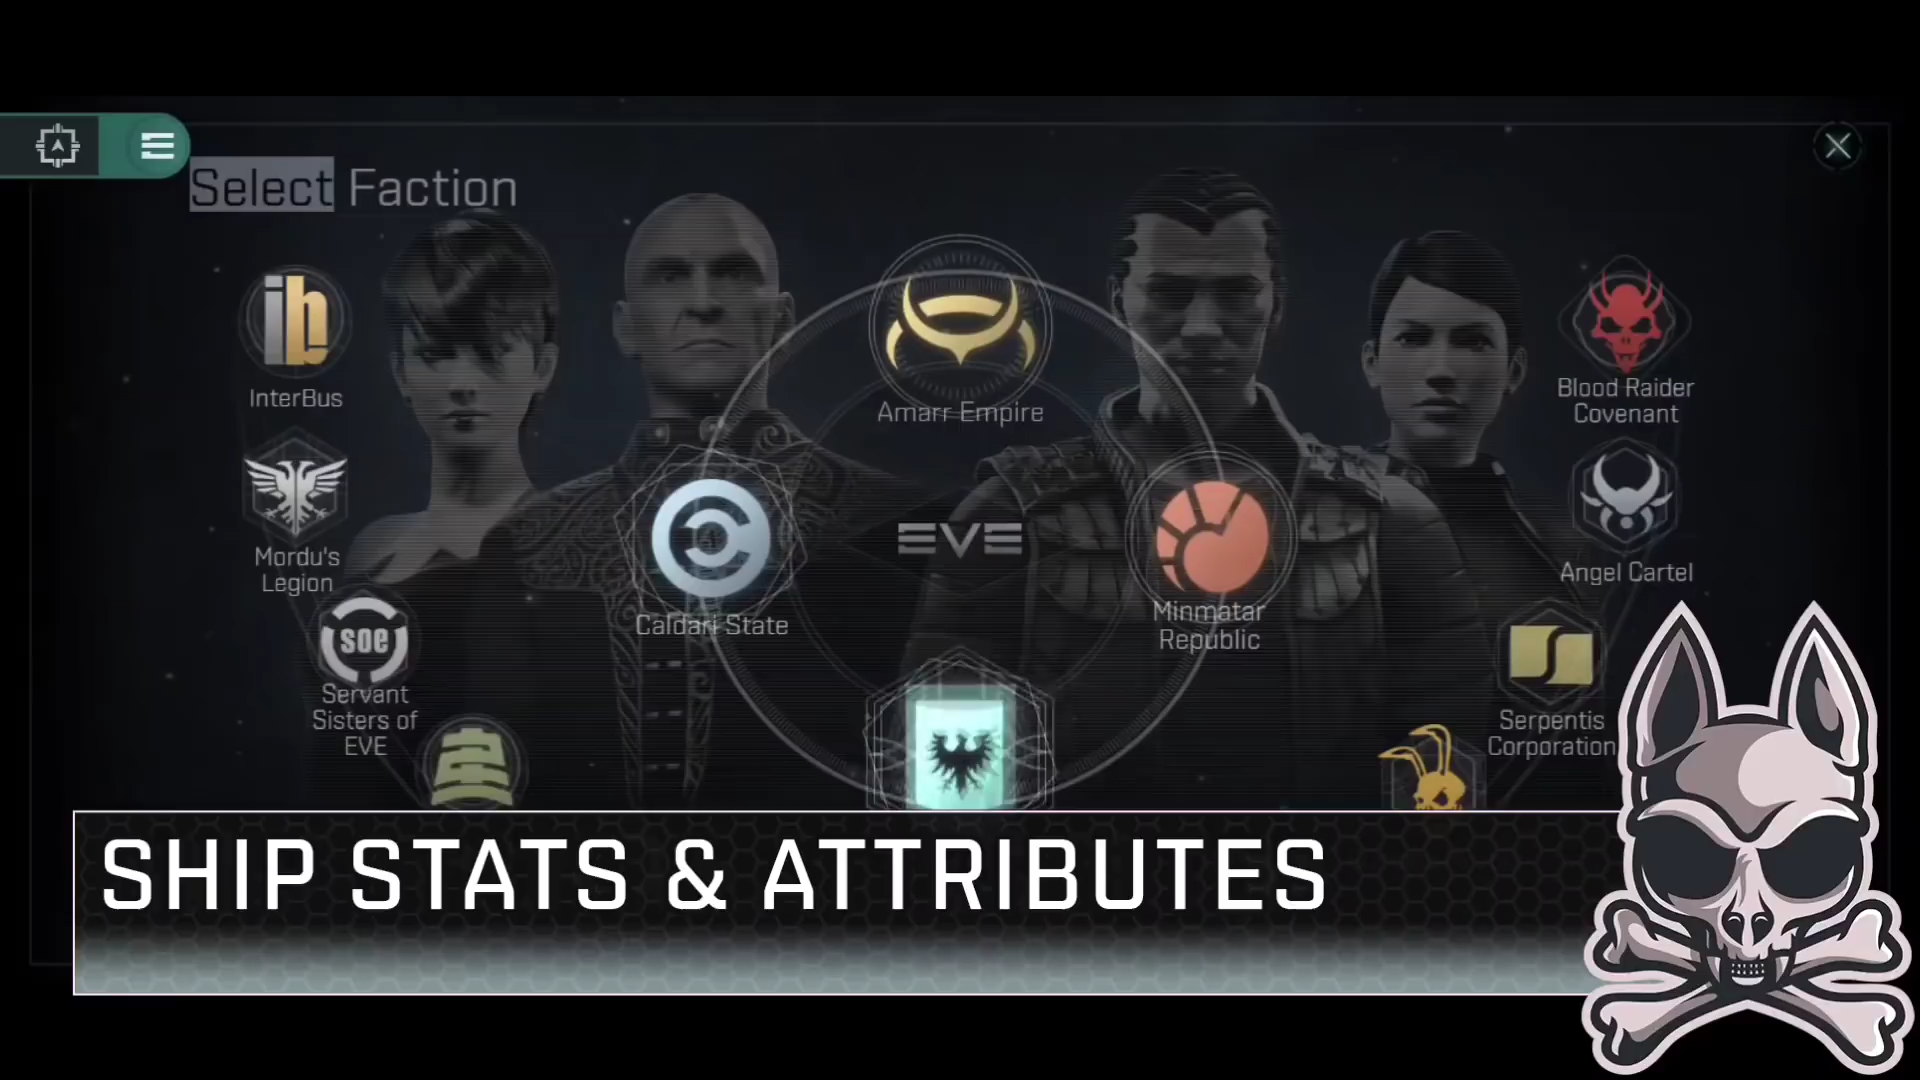 Select Faction
InterBus
Amarr Empire
Blood Raider
Covenant
Mordu's
Legion
EVE
Angel Cartel
Caldari State
Minmatar
Republic
soe
Servant
Sisters of
EVE
Serpentis
Corporation
SHIP STATS & ATTRIBUTES